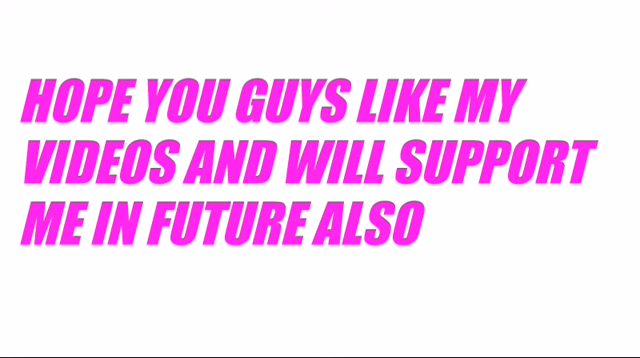 HOPE YOU GUYS LIKE MY
VIDEOS AND WILL SUPPORT
ME IN FUTURE ALSO